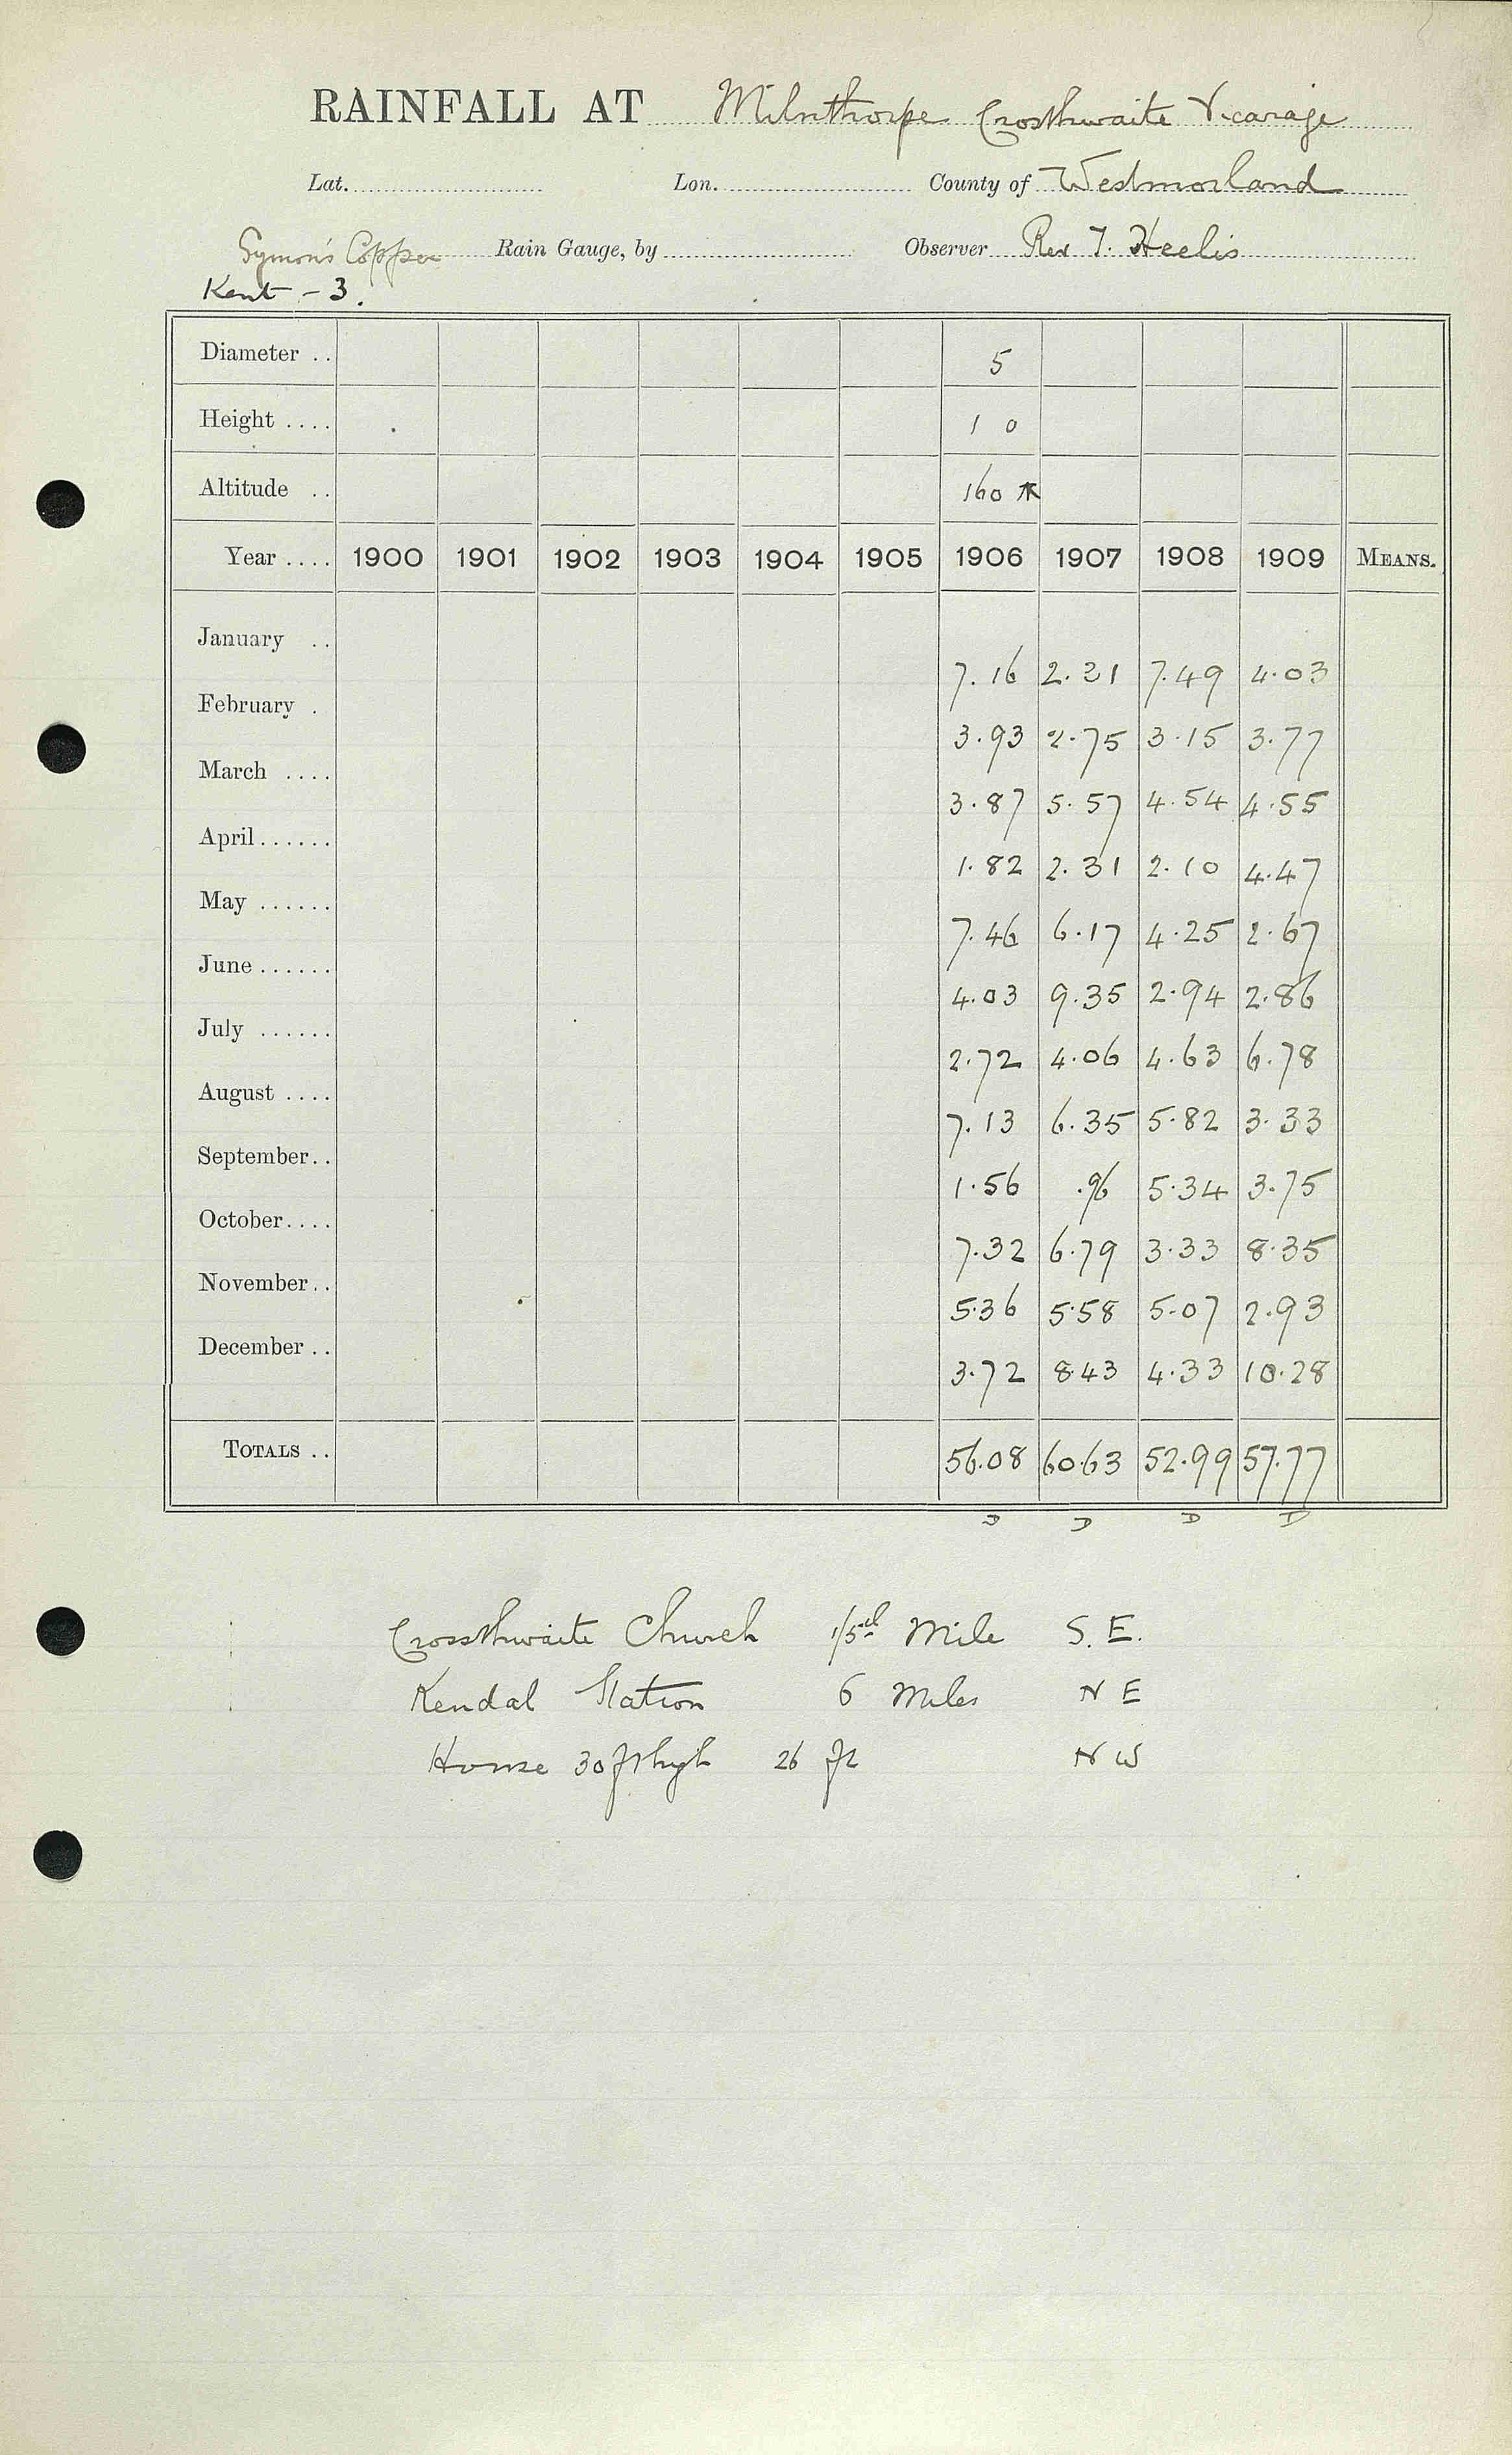 RAINFALL AT Milnthorpe Crosthwaite Vicarage
Lat. Lon. County of Westmorland
Symon's Copper Rain Gauge, by Observer Rev T. Heelis
Kent - 3.
Diameter .. 5
Height .... 1 0
Altitude .. 160
Year .... 1900 1901 1902 1903 1904 1905 1906 1907 1908 1909 MEANS.
January .. 7.16 2.31 7.49 4.03
February . 3.93 2.75 3.15 3.77
March .... 3.87 5.57 4.54 4.55
April ...... 1.82 2.31 2.10 4.47
May ...... 7.46 6.17 4.25 2.67
June ...... 4.03 9.35 2.94 2.86
July ...... 2.72 4.06 4.63 6.78
August .... 7.13 6.35 5.82 3.33
September .. 1.56 .96 5.34 3.75
October .... 7.32 6.79 3.33 8.35
November .. 5.36 5.58 5.07 2.93
December .. 3.72 8.43 4.33 10.28
TOTALS .. 56.08 60.63 52.99 57.77
D D D D
Crossthwaite Church 1/5th Mile S. E.
Kendal Station 6 Miles N E
House 30 ft high 26 ft N W